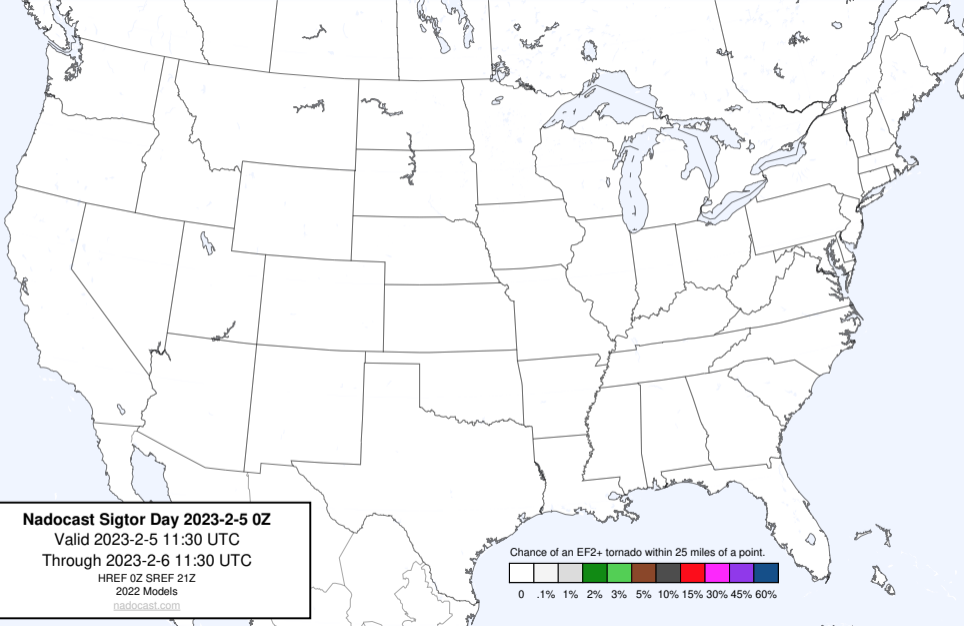 Nadocast Sigtor Day 2023-2-5 0Z
Valid 2023-2-5 11:30 UTC
Through 2023-2-6 11:30 UTC
HREF 0Z SREF 21Z
2022 Models
nadocast.com
Chance of an EF2+ tornado within 25 miles of a point.
0 .1% 1% 2% 3% 5% 10% 15% 30% 45% 60%